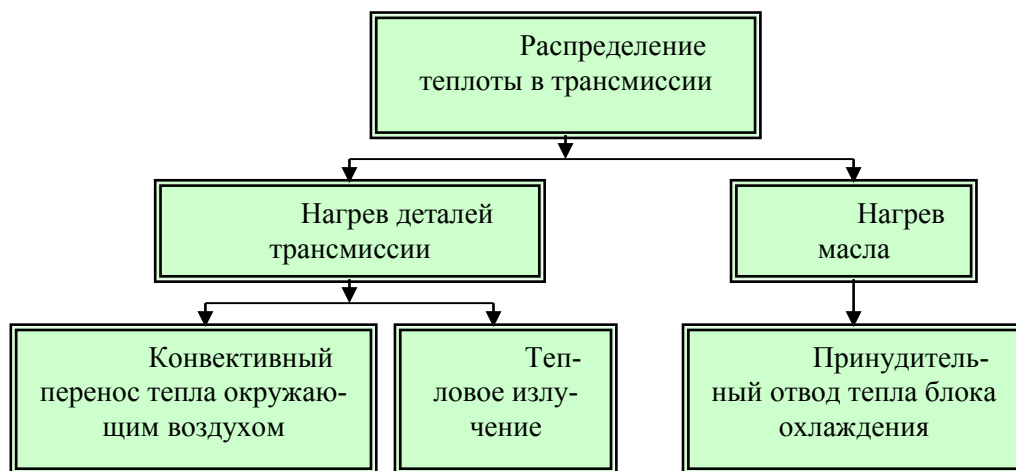 Распределение
теплоты в трансмиссии
Нагрев деталей
трансмиссии
Нагрев
масла
Конвективный
перенос тепла окружаю-
щим воздухом
Теп-
ловое излу-
чение
Принудитель-
ный отвод тепла блока
охлаждения